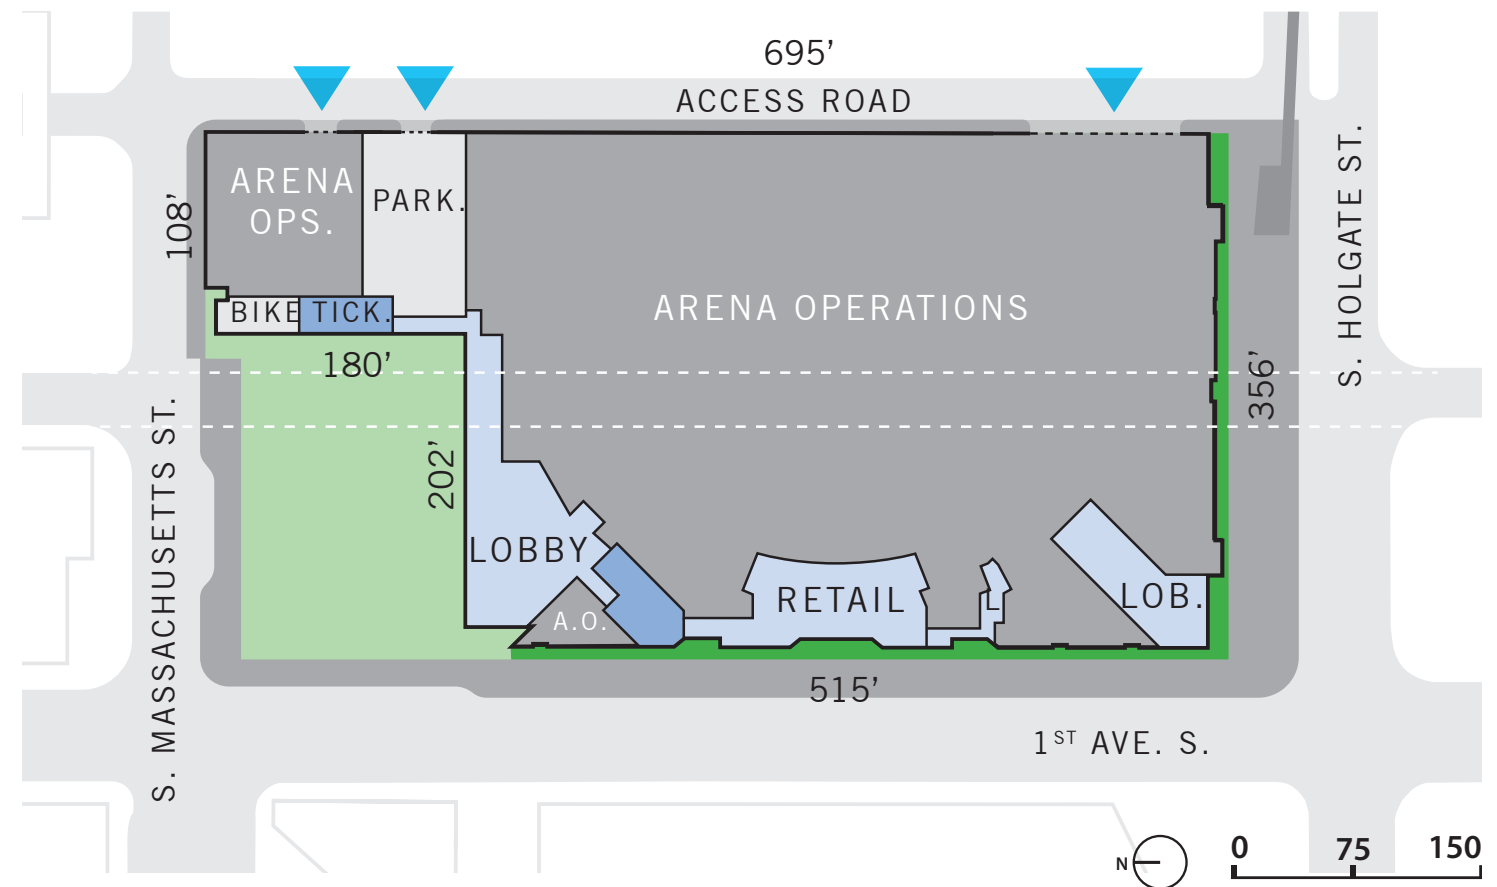 695’
ACCESS ROAD
ARENA
OPS.
PARK.
108’
S. HOLGATE ST.
BIKE
TICK.
ARENA OPERATIONS
180’
356’
S. MASSACHUSETTS ST.
202’
LOBBY
RETAIL
L
LOB.
A.O.
515’
1ST AVE. S.
N
0 75 150